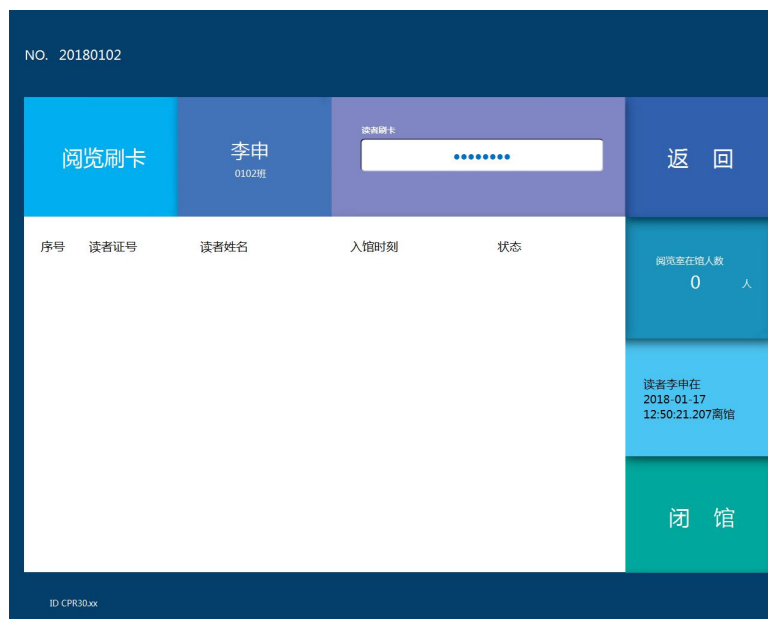 NO. 20180102
阅览刷卡
李申
0102班
读者刷卡
••••••••
返 回
序号 读者证号 读者姓名 入馆时刻 状态
阅览室在馆人数
0 人
读者李申在
2018-01-17
12:50:21.207离馆
闭 馆
ID CPR30.xx